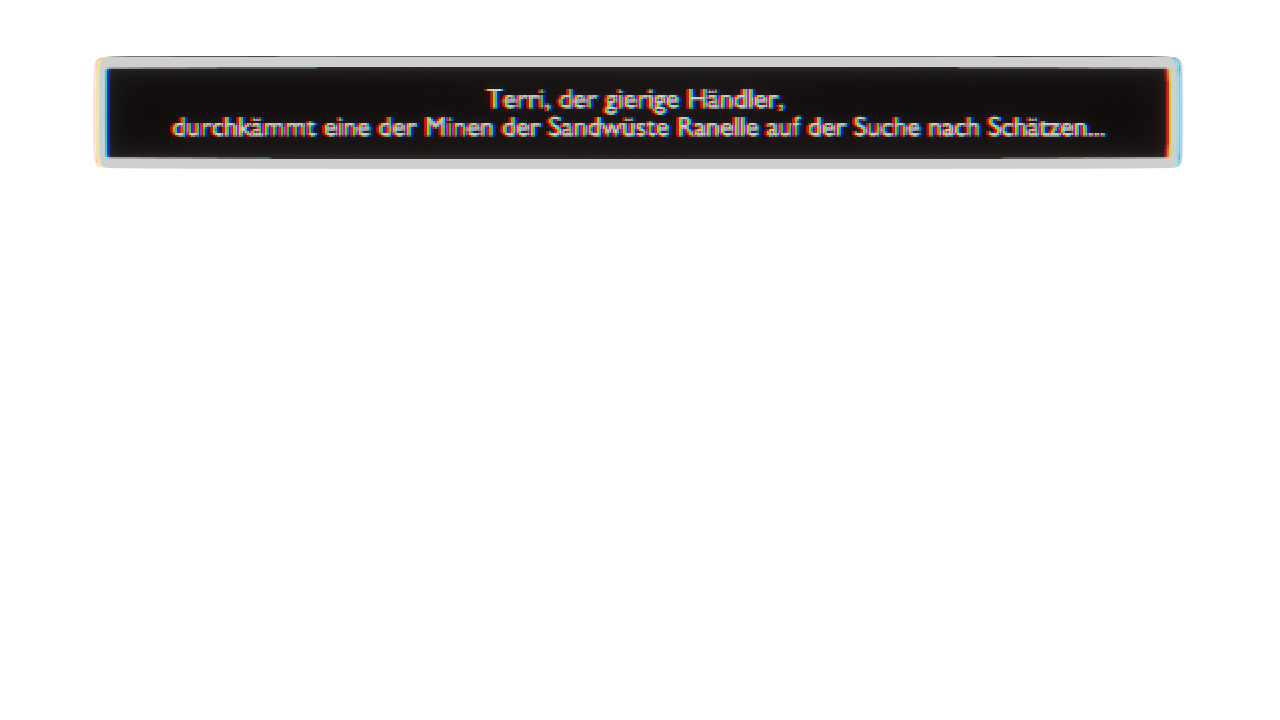 Terri, der gierige Händler,
durchkämmt eine der Minen der Sandwüste Ranelle auf der Suche nach Schätzen...